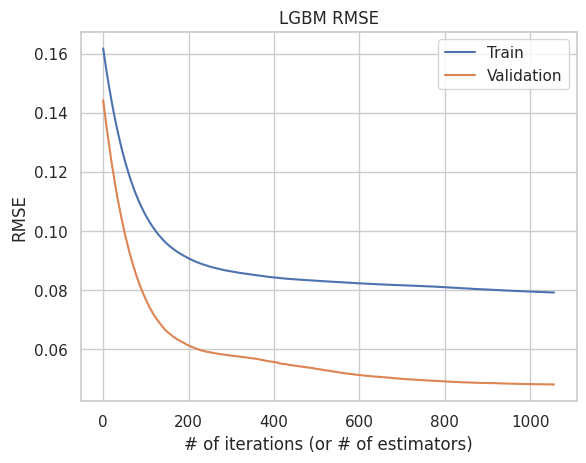 LGBM RMSE
Train
Validation
RMSE
0.16
0.14
0.12
0.10
0.08
0.06
0 200 400 600 800 1000
# of iterations (or # of estimators)